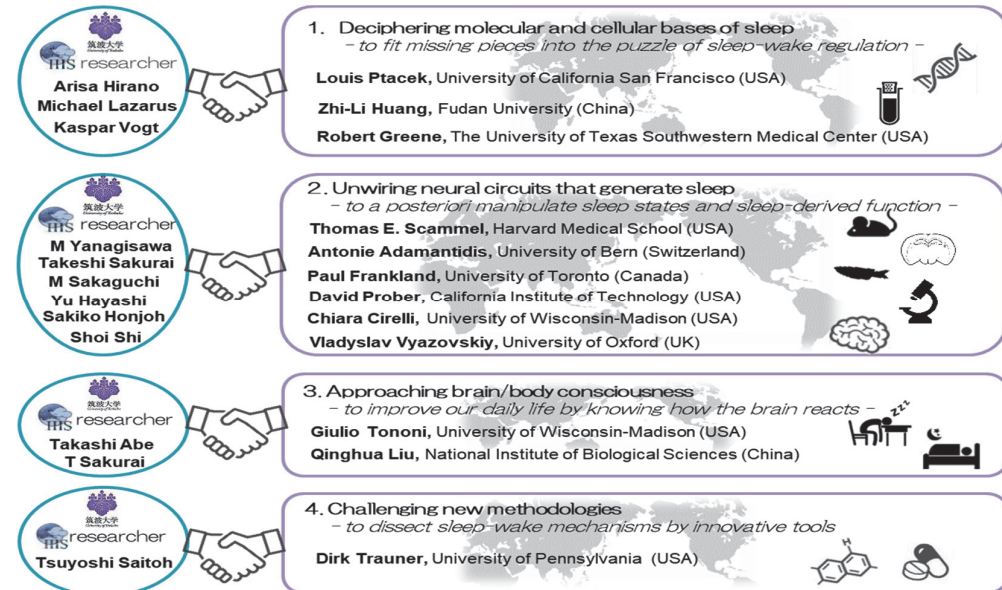 筑波大学
University of Tsukuba
IIIS researcher
Arisa Hirano
Michael Lazarus
Kaspar Vogt
1. Deciphering molecular and cellular bases of sleep
- to fit missing pieces into the puzzle of sleep-wake regulation -
Louis Ptacek, University of California San Francisco (USA)
Zhi-Li Huang, Fudan University (China)
Robert Greene, The University of Texas Southwestern Medical Center (USA)
筑波大学
University of Tsukuba
IIIS researcher
M Yanagisawa
Takeshi Sakurai
M Sakaguchi
Yu Hayashi
Sakiko Honjoh
Shoi Shi
2. Unwiring neural circuits that generate sleep
- to a posteriori manipulate sleep states and sleep-derived function -
Thomas E. Scammel, Harvard Medical School (USA)
Antonie Adamantidis, University of Bern (Switzerland)
Paul Frankland, University of Toronto (Canada)
David Prober, California Institute of Technology (USA)
Chiara Cirelli, University of Wisconsin-Madison (USA)
Vladyslav Vyazovskiy, University of Oxford (UK)
筑波大学
University of Tsukuba
IIIS researcher
Takashi Abe
T Sakurai
3. Approaching brain/body consciousness
- to improve our daily life by knowing how the brain reacts -
Giulio Tononi, University of Wisconsin-Madison (USA)
Qinghua Liu, National Institute of Biological Sciences (China)
zzz
筑波大学
University of Tsukuba
IIIS researcher
Tsuyoshi Saitoh
4. Challenging new methodologies
- to dissect sleep-wake mechanisms by innovative tools
Dirk Trauner, University of Pennsylvania (USA)
H
N